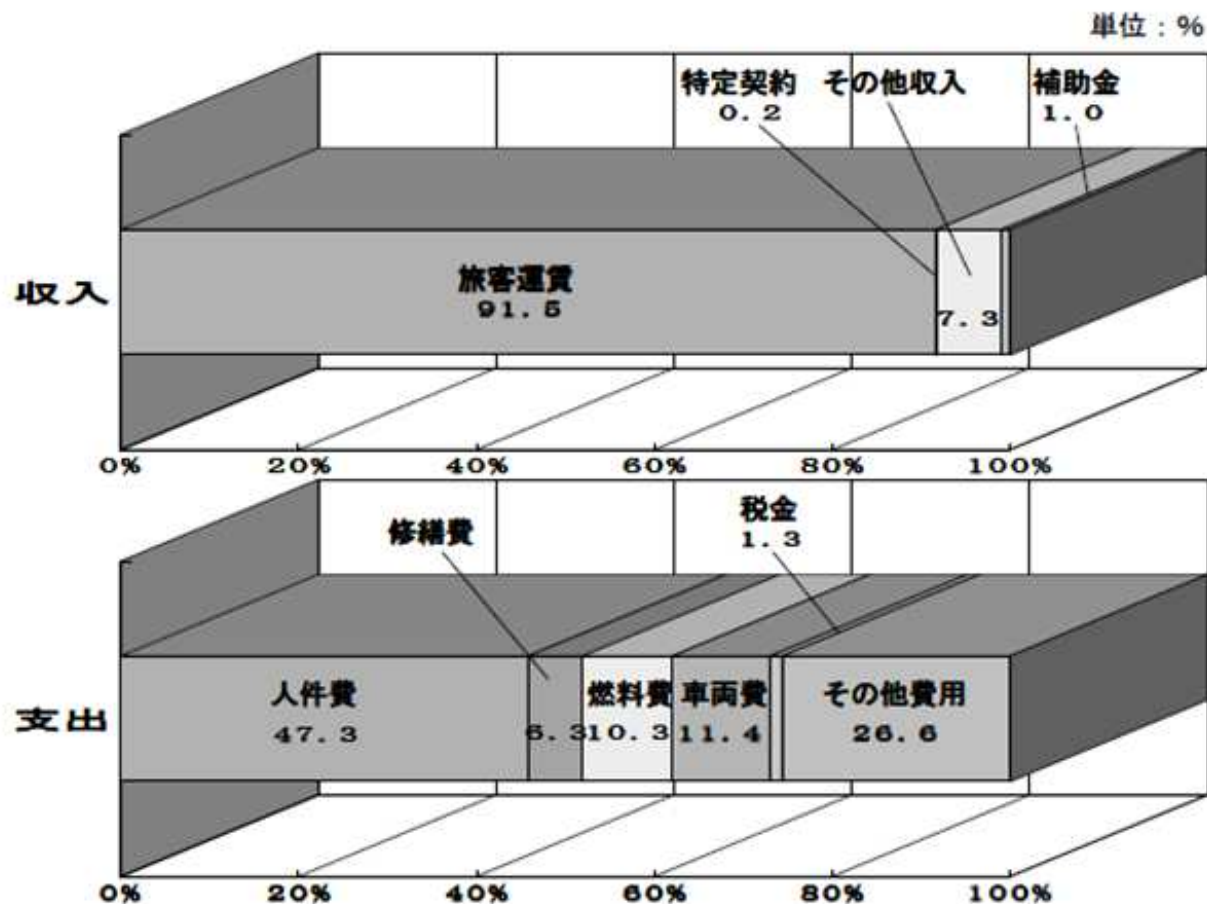 単位：%
特定契約 その他収入 補助金
0.2 1.0
旅客運賃
91.5
7.3
収入
0% 20% 40% 60% 80% 100%
税金
1.3
修繕費
人件費 燃料費 車両費 その他費用
47.3 6.3 10.3 11.4 26.6
支出
0% 20% 40% 60% 80% 100%